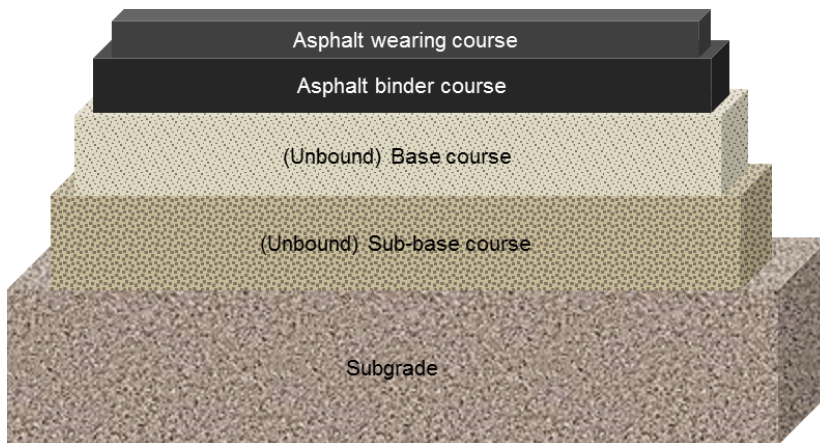 Asphalt wearing course
Asphalt binder course
(Unbound) Base course
(Unbound) Sub-base course
Subgrade